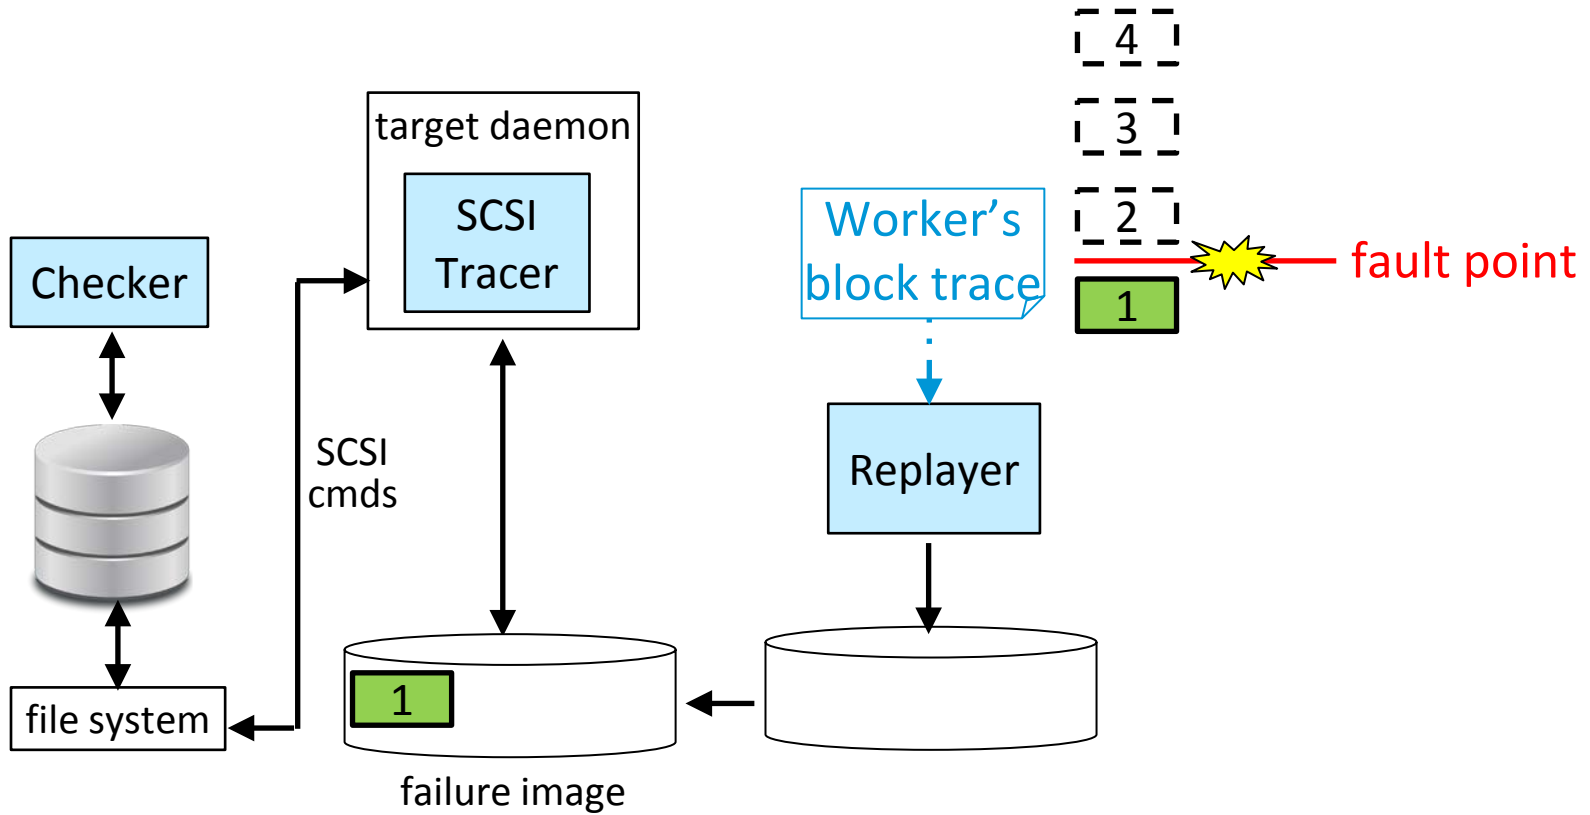 4
target daemon
3
SCSI
Tracer
Worker's
block trace
2
fault point
1
Checker
SCSI
cmds
Replayer
file system
1
failure image